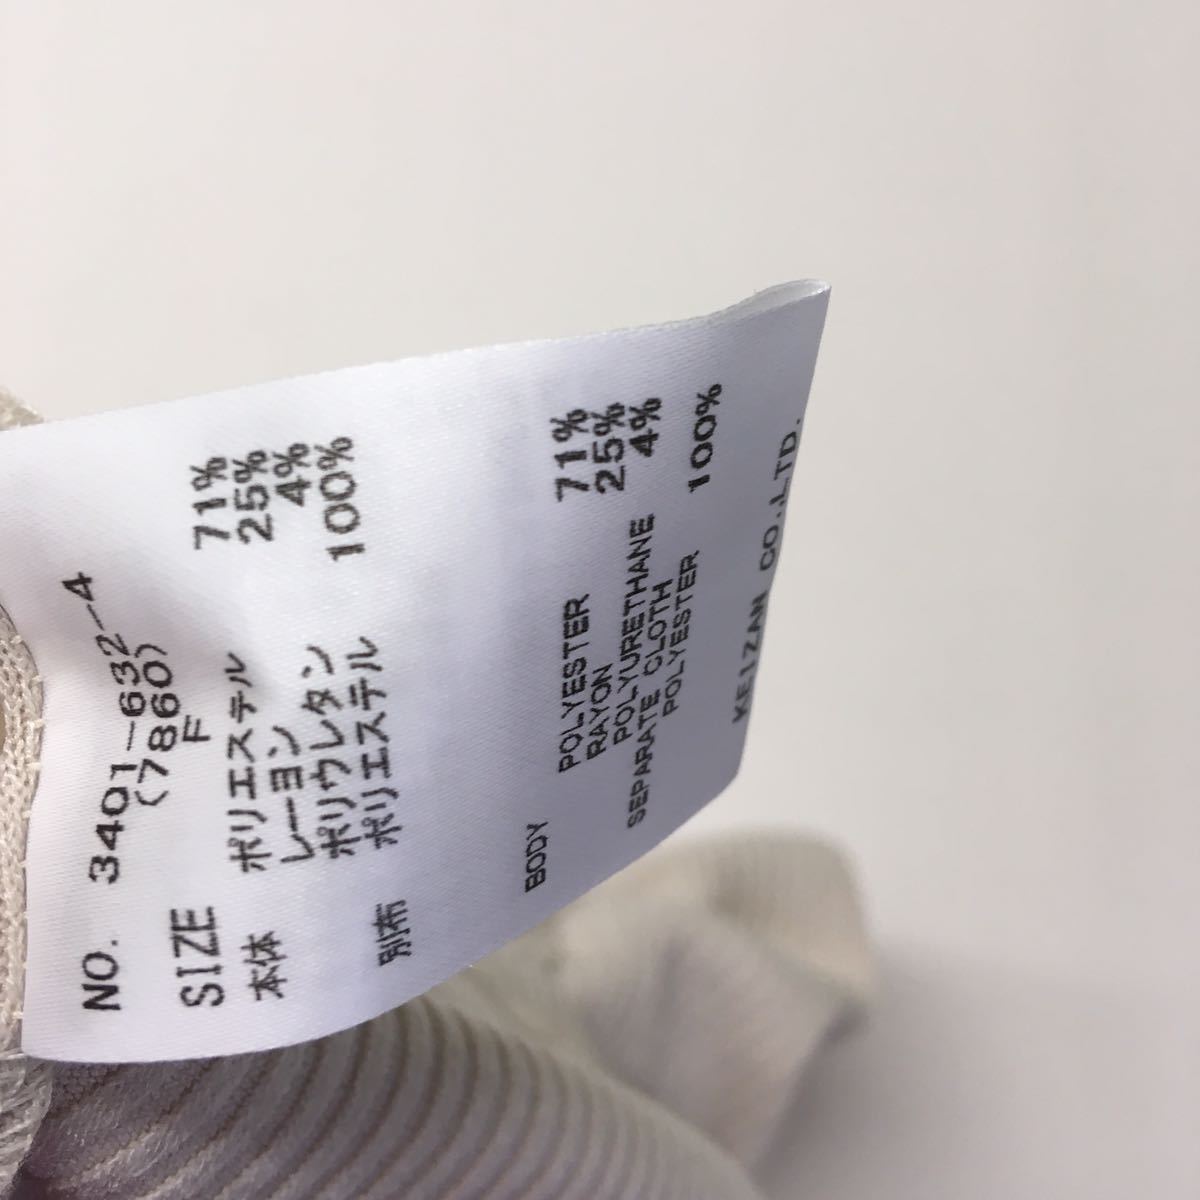 NO. 3401-632-4
(7860)
SIZE F
本体 ポリエステル 71%
レーヨン 25%
ポリウレタン 4%
別布 ポリエステル 100%
BODY
POLYESTER 71%
RAYON 25%
POLYURETHANE 4%
SEPARATE CLOTH
POLYESTER 100%
KEIZAN CO.,LTD.